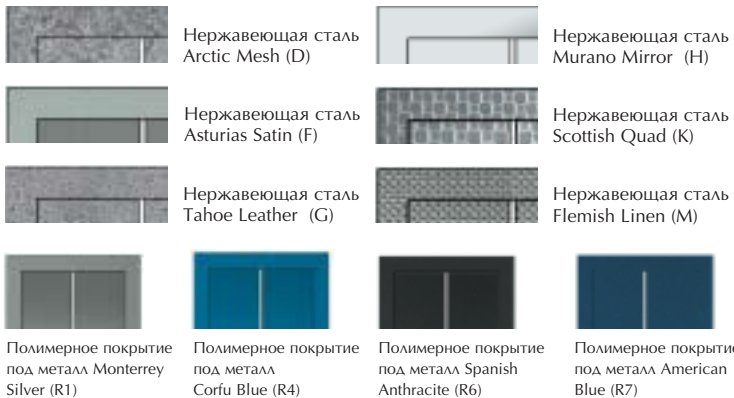 Нержавеющая сталь
Arctic Mesh (D)
Нержавеющая сталь
Murano Mirror (H)
Нержавеющая сталь
Asturias Satin (F)
Нержавеющая сталь
Scottish Quad (K)
Нержавеющая сталь
Tahoe Leather (G)
Нержавеющая сталь
Flemish Linen (M)
Полимерное покрытие
под металл Monterrey
Silver (R1)
Полимерное покрытие
под металл
Corfu Blue (R4)
Полимерное покрытие
под металл Spanish
Anthracite (R6)
Полимерное покрытие
под металл American
Blue (R7)